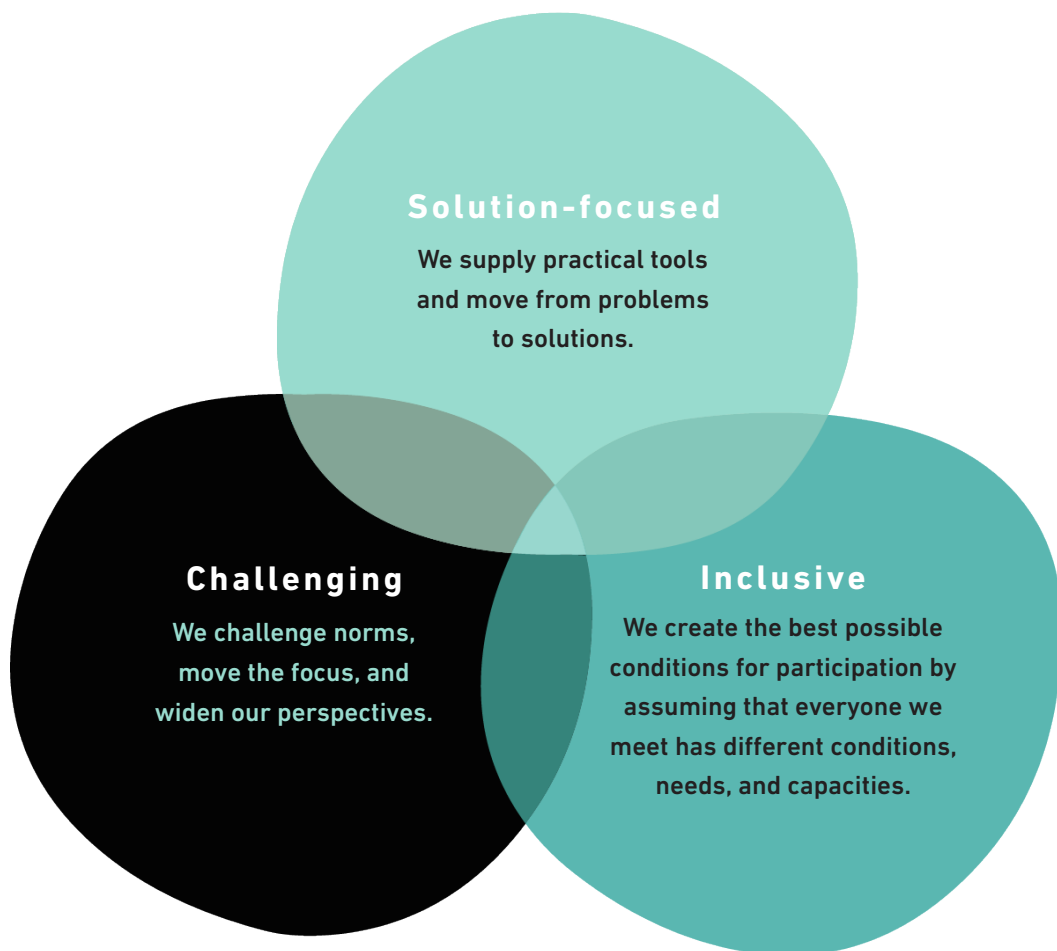 Solution-focused
We supply practical tools
and move from problems
to solutions.
Challenging
We challenge norms,
move the focus, and
widen our perspectives.
Inclusive
We create the best possible
conditions for participation by
assuming that everyone we
meet has different conditions,
needs, and capacities.